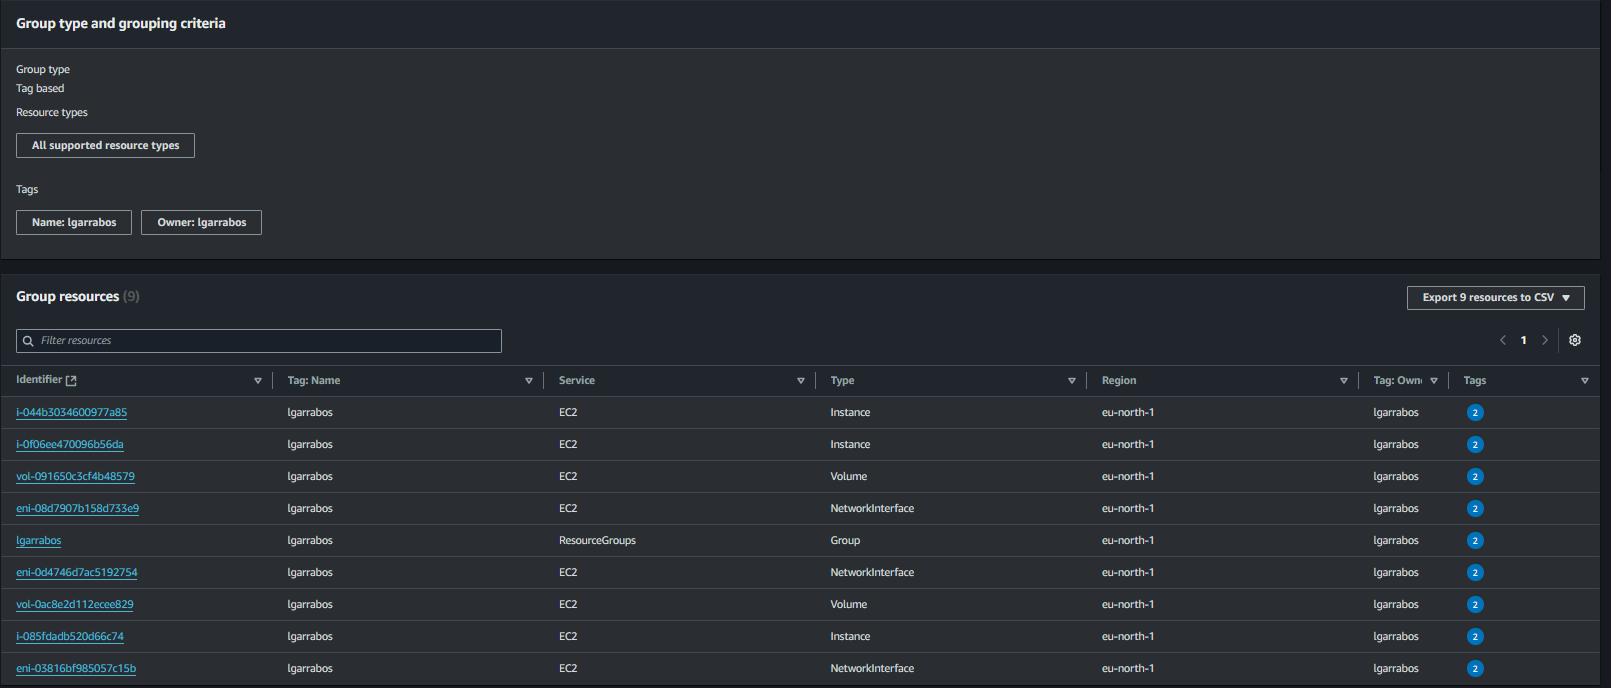 Group type and grouping criteria
Group type
Tag based
Resource types
All supported resource types
Tags
Name: lgarrabos Owner: lgarrabos
Group resources (9) Export 9 resources to CSV
Filter resources 1
Identifier Tag: Name Service Type Region Tag: Own Tags
i-044b3034600977a85 lgarrabos EC2 Instance eu-north-1 lgarrabos 2
i-0f06ee470096b56da lgarrabos EC2 Instance eu-north-1 lgarrabos 2
vol-091650c3cf4b48579 lgarrabos EC2 Volume eu-north-1 lgarrabos 2
eni-08d7907b158d733e9 lgarrabos EC2 NetworkInterface eu-north-1 lgarrabos 2
lgarrabos lgarrabos ResourceGroups Group eu-north-1 lgarrabos 2
eni-0d4746d7ac5192754 lgarrabos EC2 NetworkInterface eu-north-1 lgarrabos 2
vol-0ac8e2d112ecee829 lgarrabos EC2 Volume eu-north-1 lgarrabos 2
i-085fdadb520d66c74 lgarrabos EC2 Instance eu-north-1 lgarrabos 2
eni-03816bf985057c15b lgarrabos EC2 NetworkInterface eu-north-1 lgarrabos 2